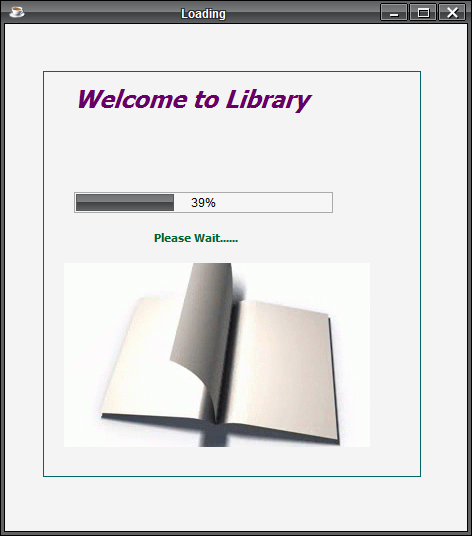 Loading
Welcome to Library
39%
Please Wait......